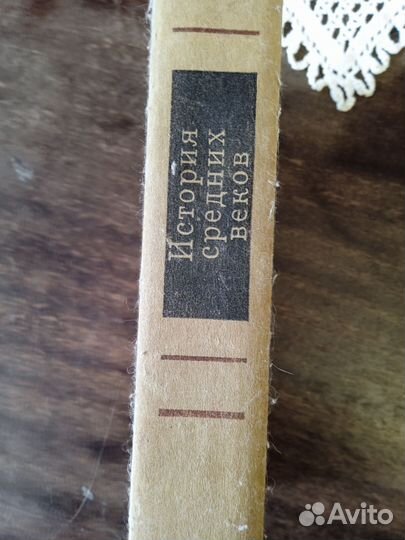 История
средних
веков
Avito